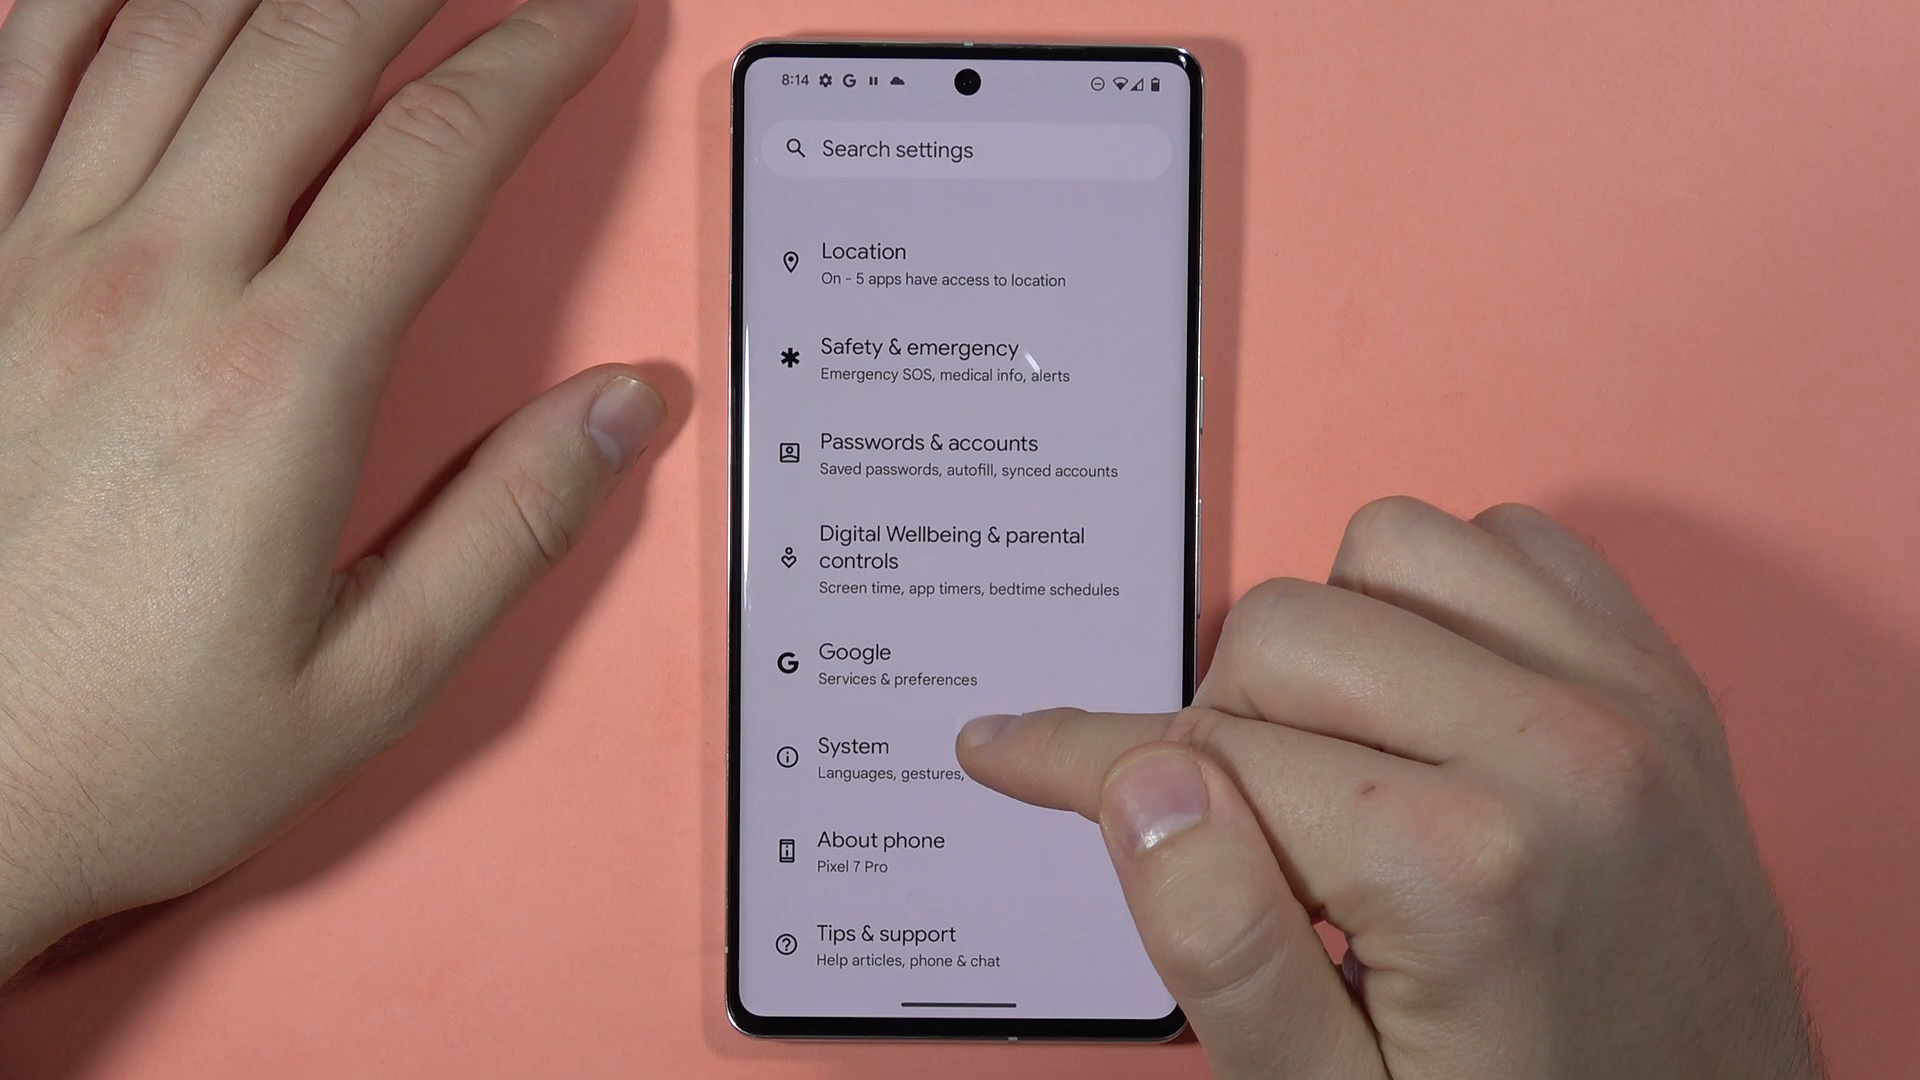 8:14
Search settings
Location
On - 5 apps have access to location
Safety & emergency
Emergency SOS, medical info, alerts
Passwords & accounts
Saved passwords, autofill, synced accounts
Digital Wellbeing & parental
controls
Screen time, app timers, bedtime schedules
Google
Services & preferences
System
Languages, gestures,
About phone
Pixel 7 Pro
Tips & support
Help articles, phone & chat